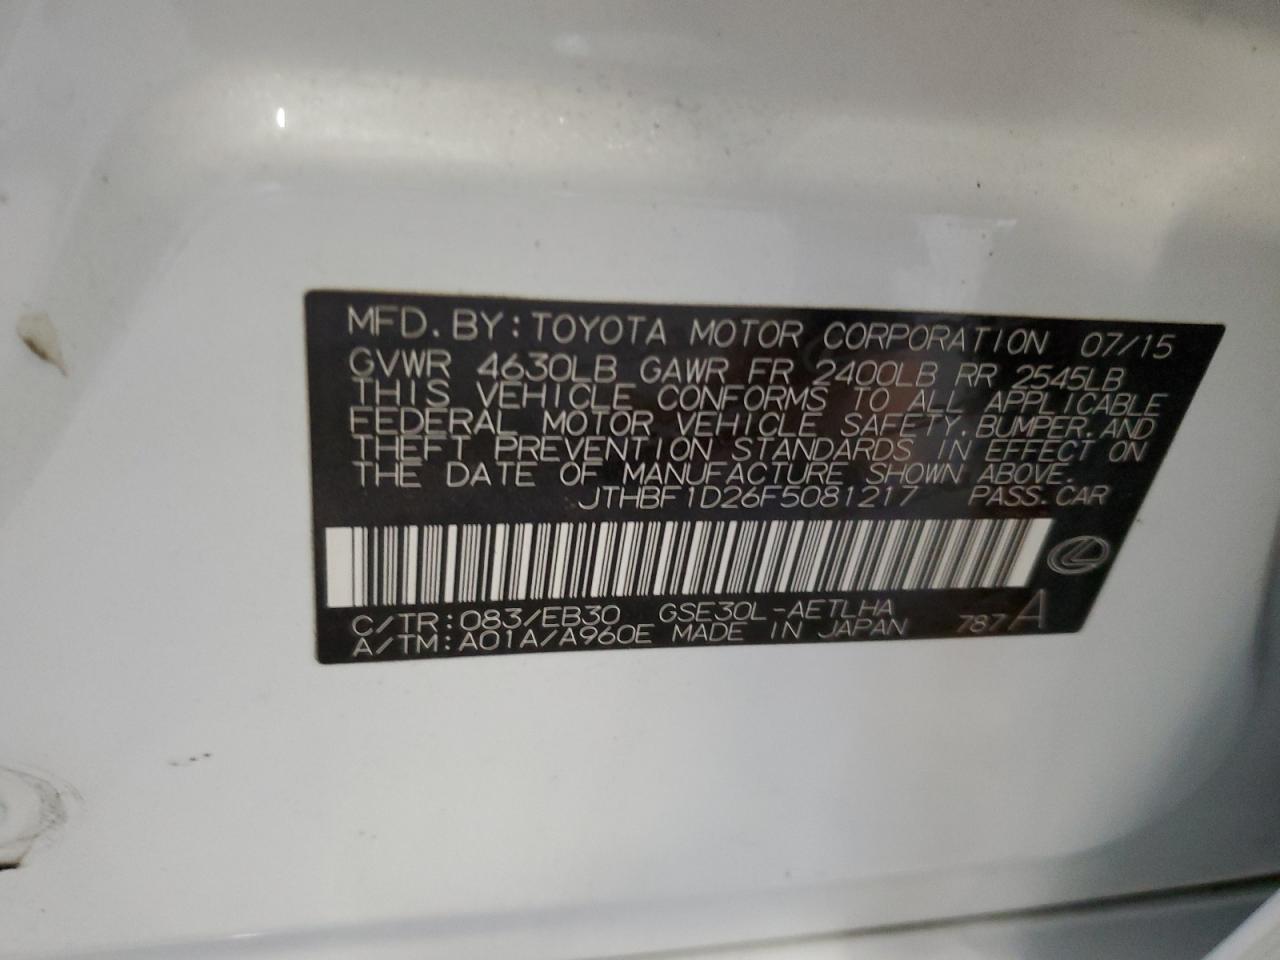 MFD. BY: TOYOTA MOTOR CORPORATION 07/15
GVWR 4630LB GAWR FR 2400LB RR 2545LB
THIS VEHICLE CONFORMS TO ALL APPLICABLE
FEDERAL MOTOR VEHICLE SAFETY, BUMPER, AND
THEFT PREVENTION STANDARDS IN EFFECT ON
THE DATE OF MANUFACTURE SHOWN ABOVE.
JTHBF1D26F5081217 PASS. CAR
C/TR: 083/EB30 GSE30L-AETLHA
A/TM: A01A/A960E MADE IN JAPAN 787 A